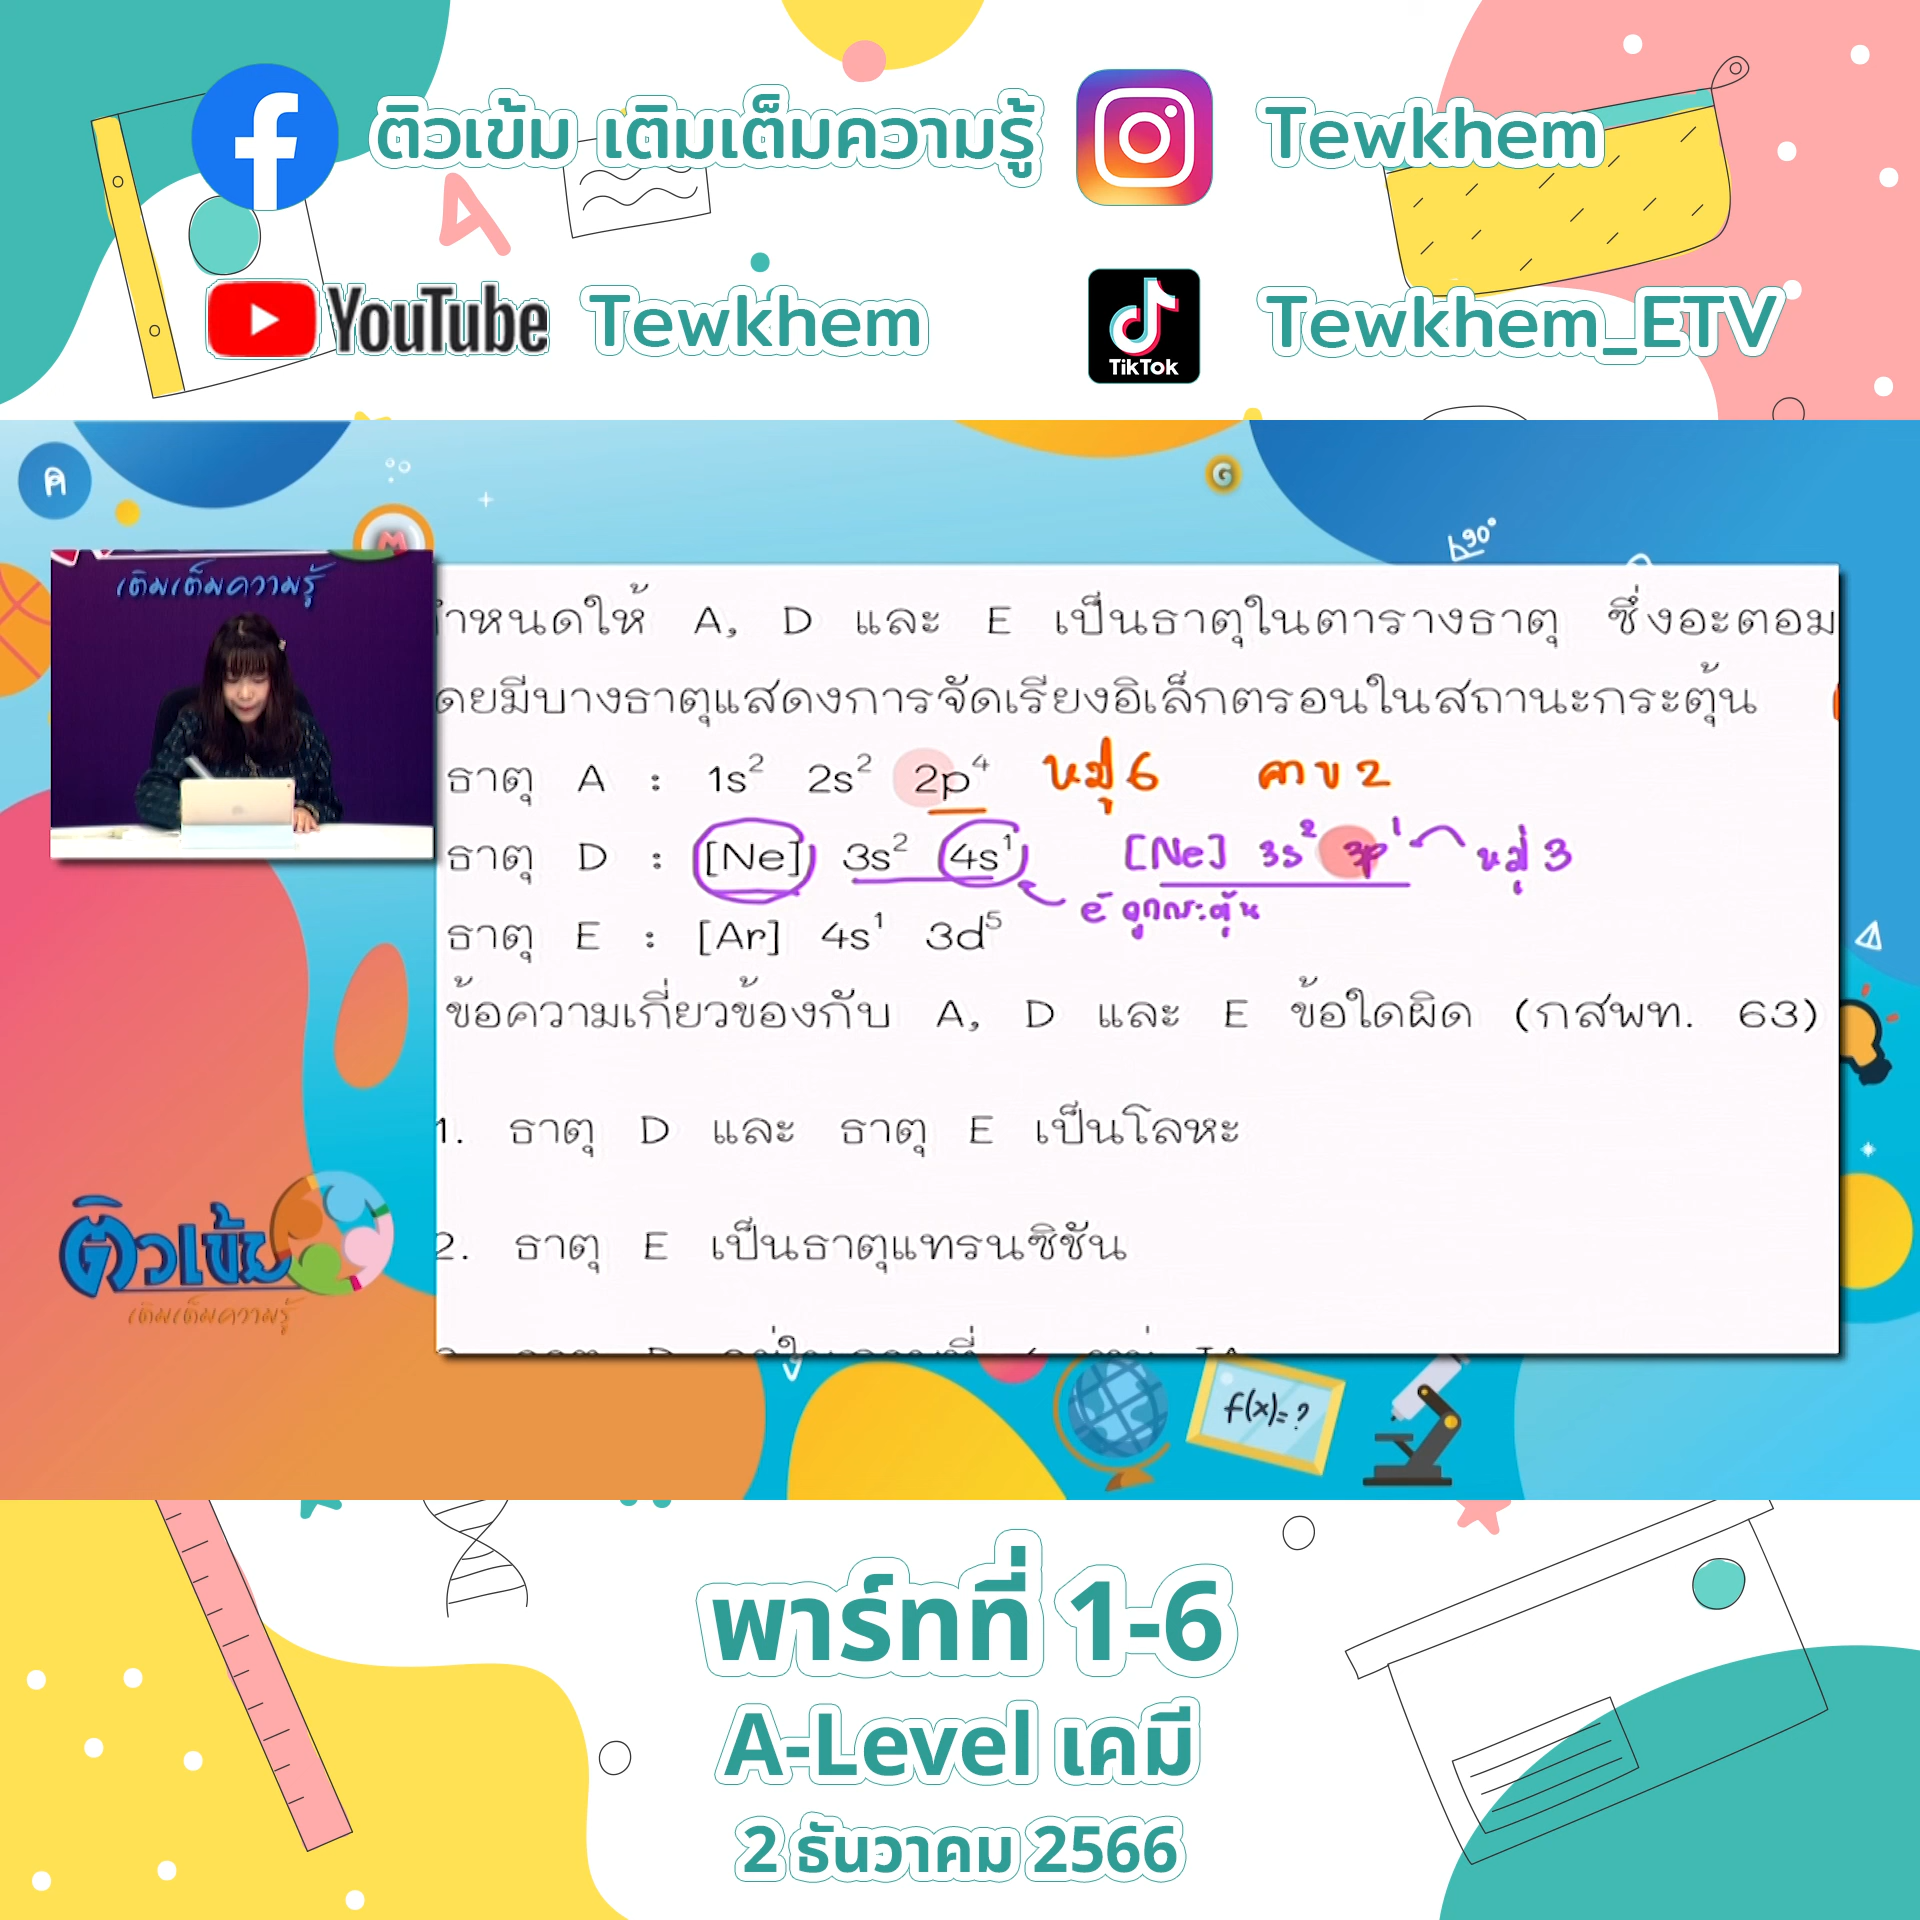 ติวเข้ม เติมเต็มความรู้
Tewkhem
YouTube Tewkhem
TikTok
Tewkhem_ETV
ค
M
G
90°
เติมเต็มความรู้
ำหนดให้ A, D และ E เป็นธาตุในตารางธาตุ ซึ่งอะตอม
ดยมีบางธาตุแสดงการจัดเรียงอิเล็กตรอนในสถานะกระตุ้น
ธาตุ A : 1s² 2s² 2p⁴ หมู่ 6 คาบ 2
ธาตุ D : [Ne] 3s² 4s¹ [Ne] 3s² 3p¹ หมู่ 3
e⁻ ถูกกระตุ้น
ธาตุ E : [Ar] 4s¹ 3d⁵
ข้อความเกี่ยวข้องกับ A, D และ E ข้อใดผิด (กสพท. 63)
1. ธาตุ D และ ธาตุ E เป็นโลหะ
2. ธาตุ E เป็นธาตุแทรนซิชัน
ติวเข้ม
เติมเต็มความรู้
f(x)=?
พาร์ทที่ 1-6
A-Level เคมี
2 ธันวาคม 2566